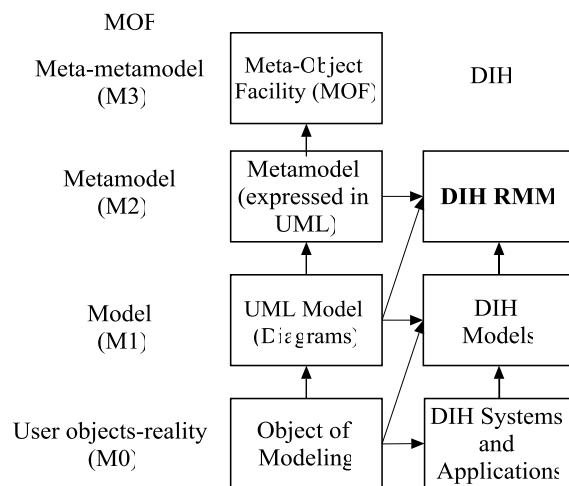 MOF
Meta-metamodel
(M3)
Meta-Object
Facility (MOF)
DIH
Metamodel
(M2)
Metamodel
(expressed in
UML)
DIH RMM
Model
(M1)
UML Model
(Diagrams)
DIH
Models
User objects-reality
(M0)
Object of
Modeling
DIH Systems
and
Applications